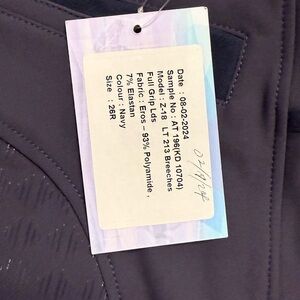 Date : 08-02-2024
Sample No : AT 196(KD 10704)
Model : Z-18 LT 213 Breeches
Full Grip Lds
Fabric : Eros – 93% Polyamide,
7% Elastan
Colour : Navy
Size : 26R